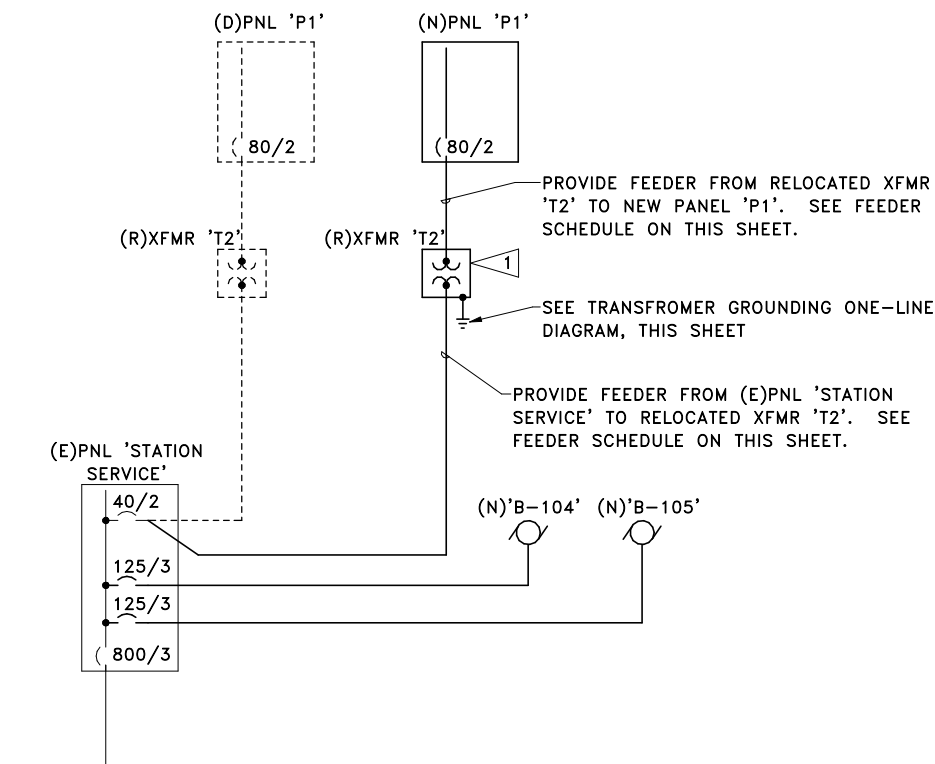 (D)PNL 'P1'
(N)PNL 'P1'
80/2
80/2
PROVIDE FEEDER FROM RELOCATED XFMR
'T2' TO NEW PANEL 'P1'. SEE FEEDER
SCHEDULE ON THIS SHEET.
(R)XFMR 'T2'
(R)XFMR 'T2'
1
SEE TRANSFROMER GROUNDING ONE-LINE
DIAGRAM, THIS SHEET
PROVIDE FEEDER FROM (E)PNL 'STATION
SERVICE' TO RELOCATED XFMR 'T2'. SEE
FEEDER SCHEDULE ON THIS SHEET.
(E)PNL 'STATION
SERVICE'
40/2
(N)'B-104'
(N)'B-105'
125/3
125/3
800/3